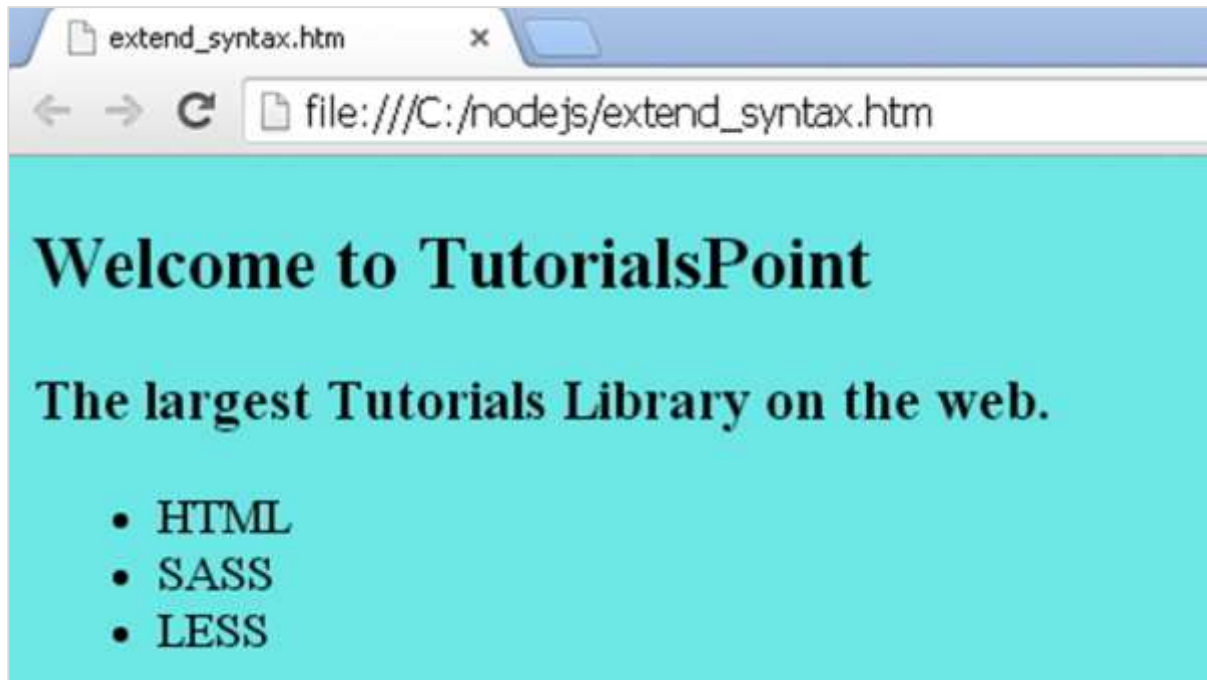 extend_syntax.htm
file:///C:/nodejs/extend_syntax.htm
Welcome to TutorialsPoint
The largest Tutorials Library on the web.
HTML
SASS
LESS